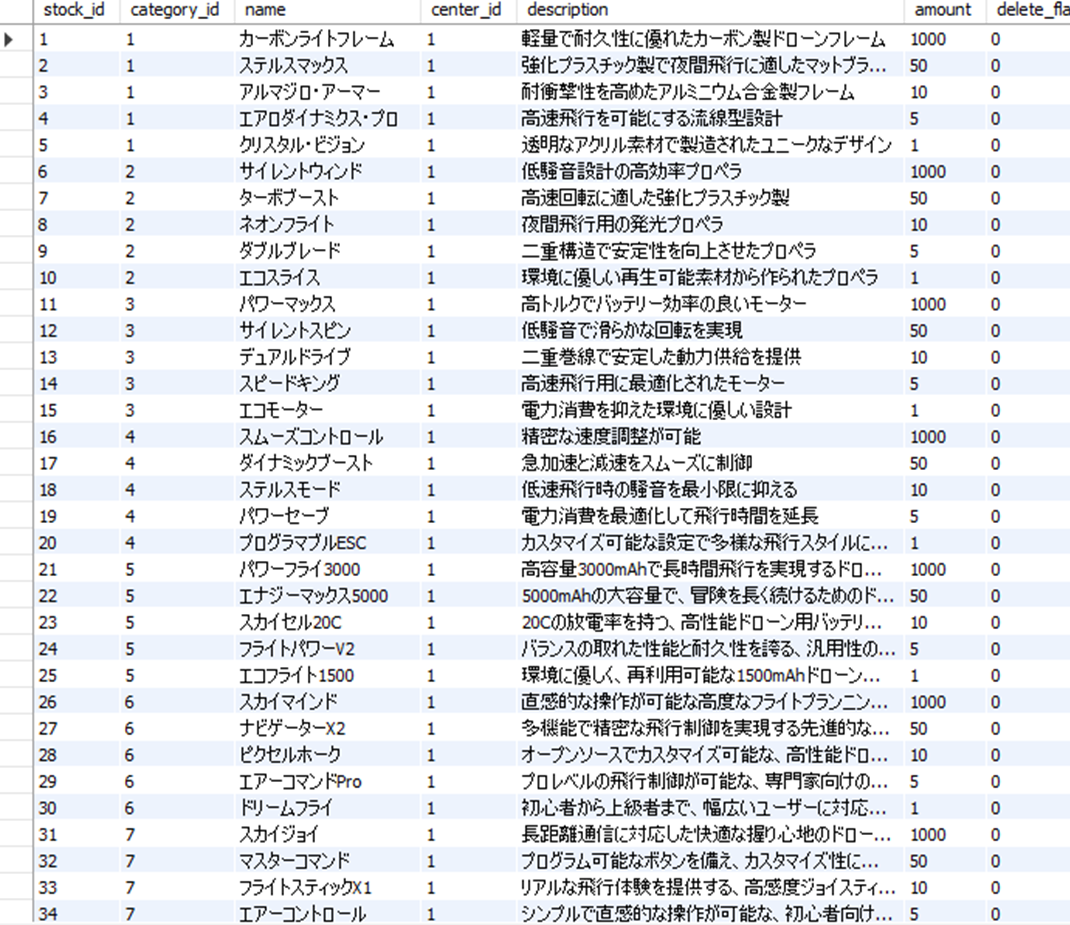 stock_id category_id name center_id description amount delete_fla
1 1 カーボンライトフレーム 1 軽量で耐久性に優れたカーボン製ドローンフレーム 1000 0
2 1 ステルスマックス 1 強化プラスチック製で夜間飛行に適したマットブラ... 50 0
3 1 アルマジロ・アーマー 1 耐衝撃性を高めたアルミニウム合金製フレーム 10 0
4 1 エアロダイナミクス・プロ 1 高速飛行を可能にする流線型設計 5 0
5 1 クリスタル・ビジョン 1 透明なアクリル素材で製造されたユニークなデザイン 1 0
6 2 サイレントウィンド 1 低騒音設計の高効率プロペラ 1000 0
7 2 ターボブースト 1 高速回転に適した強化プラスチック製 50 0
8 2 ネオンフライト 1 夜間飛行用の発光プロペラ 10 0
9 2 ダブルブレード 1 二重構造で安定性を向上させたプロペラ 5 0
10 2 エコスライス 1 環境に優しい再生可能素材から作られたプロペラ 1 0
11 3 パワーマックス 1 高トルクでバッテリー効率の良いモーター 1000 0
12 3 サイレントスピン 1 低騒音で滑らかな回転を実現 50 0
13 3 デュアルドライブ 1 二重巻線で安定した動力供給を提供 10 0
14 3 スピードキング 1 高速飛行用に最適化されたモーター 5 0
15 3 エコモーター 1 電力消費を抑えた環境に優しい設計 1 0
16 4 スムーズコントロール 1 精密な速度調整が可能 1000 0
17 4 ダイナミックブースト 1 急加速と減速をスムーズに制御 50 0
18 4 ステルスモード 1 低速飛行時の騒音を最小限に抑える 10 0
19 4 パワーセーブ 1 電力消費を最適化して飛行時間を延長 5 0
20 4 プログラマブルESC 1 カスタマイズ可能な設定で多様な飛行スタイルに... 1 0
21 5 パワーフライ3000 1 高容量3000mAhで長時間飛行を実現するドロ... 1000 0
22 5 エナジーマックス5000 1 5000mAhの大容量で、冒険を長く続けるためのド... 50 0
23 5 スカイセル20C 1 20Cの放電率を持つ、高性能ドローン用バッテリ... 10 0
24 5 フライトパワーV2 1 バランスの取れた性能と耐久性を誇る、汎用性の... 5 0
25 5 エコフライト1500 1 環境に優しく、再利用可能な1500mAhドローン... 1 0
26 6 スカイマインド 1 直感的な操作が可能な高度なフライトプランニン... 1000 0
27 6 ナビゲーターX2 1 多機能で精密な飛行制御を実現する先進的な... 50 0
28 6 ピクセルホーク 1 オープンソースでカスタマイズ可能な、高性能ドロ... 10 0
29 6 エアーコマンドPro 1 プロレベルの飛行制御が可能な、専門家向けの... 5 0
30 6 ドリームフライ 1 初心者から上級者まで、幅広いユーザーに対応... 1 0
31 7 スカイジョイ 1 長距離通信に対応した快適な握り心地のドロー... 1000 0
32 7 マスターコマンド 1 プログラム可能なボタンを備え、カスタマイズ性に... 50 0
33 7 フライトスティックX1 1 リアルな飛行体験を提供する、高感度ジョイスティ... 10 0
34 7 エアーコントロール 1 シンプルで直感的な操作が可能な、初心者向け... 5 0